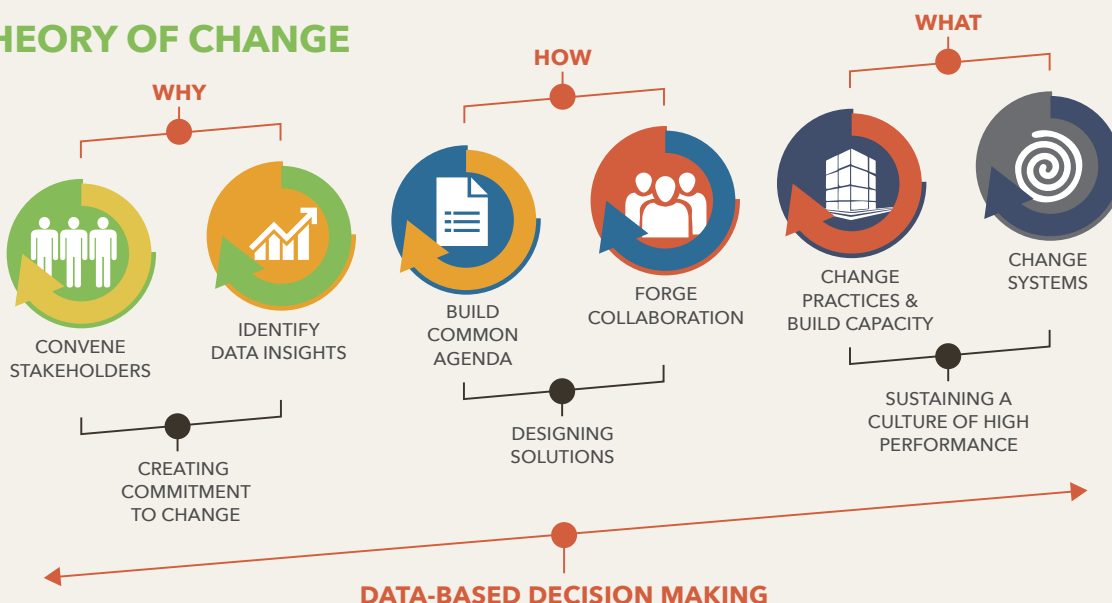 HEORY OF CHANGE
WHY
HOW
WHAT
CONVENE
STAKEHOLDERS
IDENTIFY
DATA INSIGHTS
BUILD
COMMON
AGENDA
FORGE
COLLABORATION
CHANGE
PRACTICES &
BUILD CAPACITY
CHANGE
SYSTEMS
CREATING
COMMITMENT
TO CHANGE
DESIGNING
SOLUTIONS
SUSTAINING A
CULTURE OF HIGH
PERFORMANCE
DATA-BASED DECISION MAKING